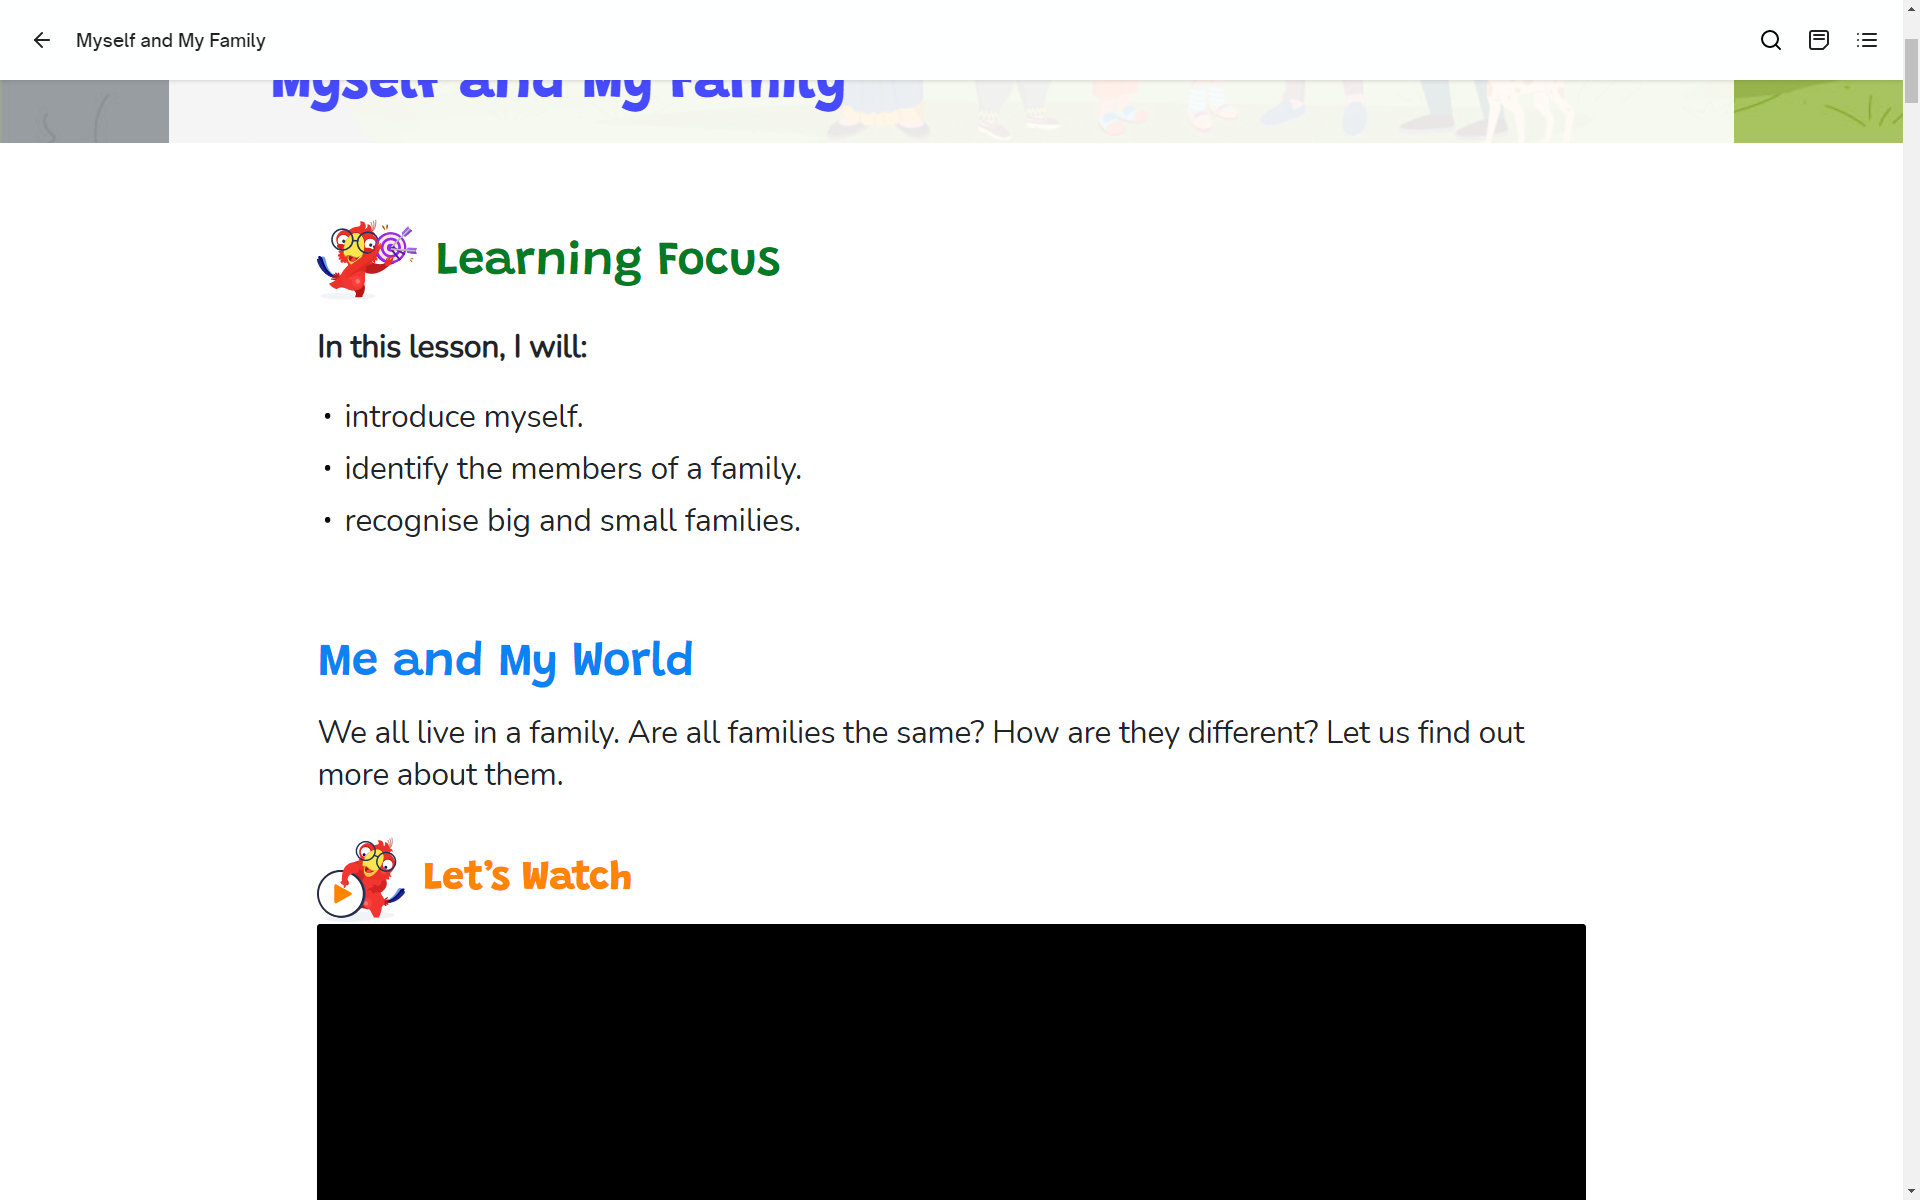 Myself and My Family
Myself and My Family
Learning Focus
In this lesson, I will:
• introduce myself.
• identify the members of a family.
• recognise big and small families.
Me and My World
We all live in a family. Are all families the same? How are they different? Let us find out
more about them.
Let’s Watch